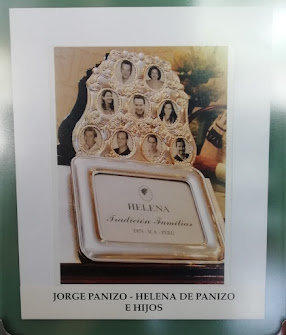 HELENA
Tradición Familiar
JORGE PANIZO - HELENA DE PANIZO
E HIJOS